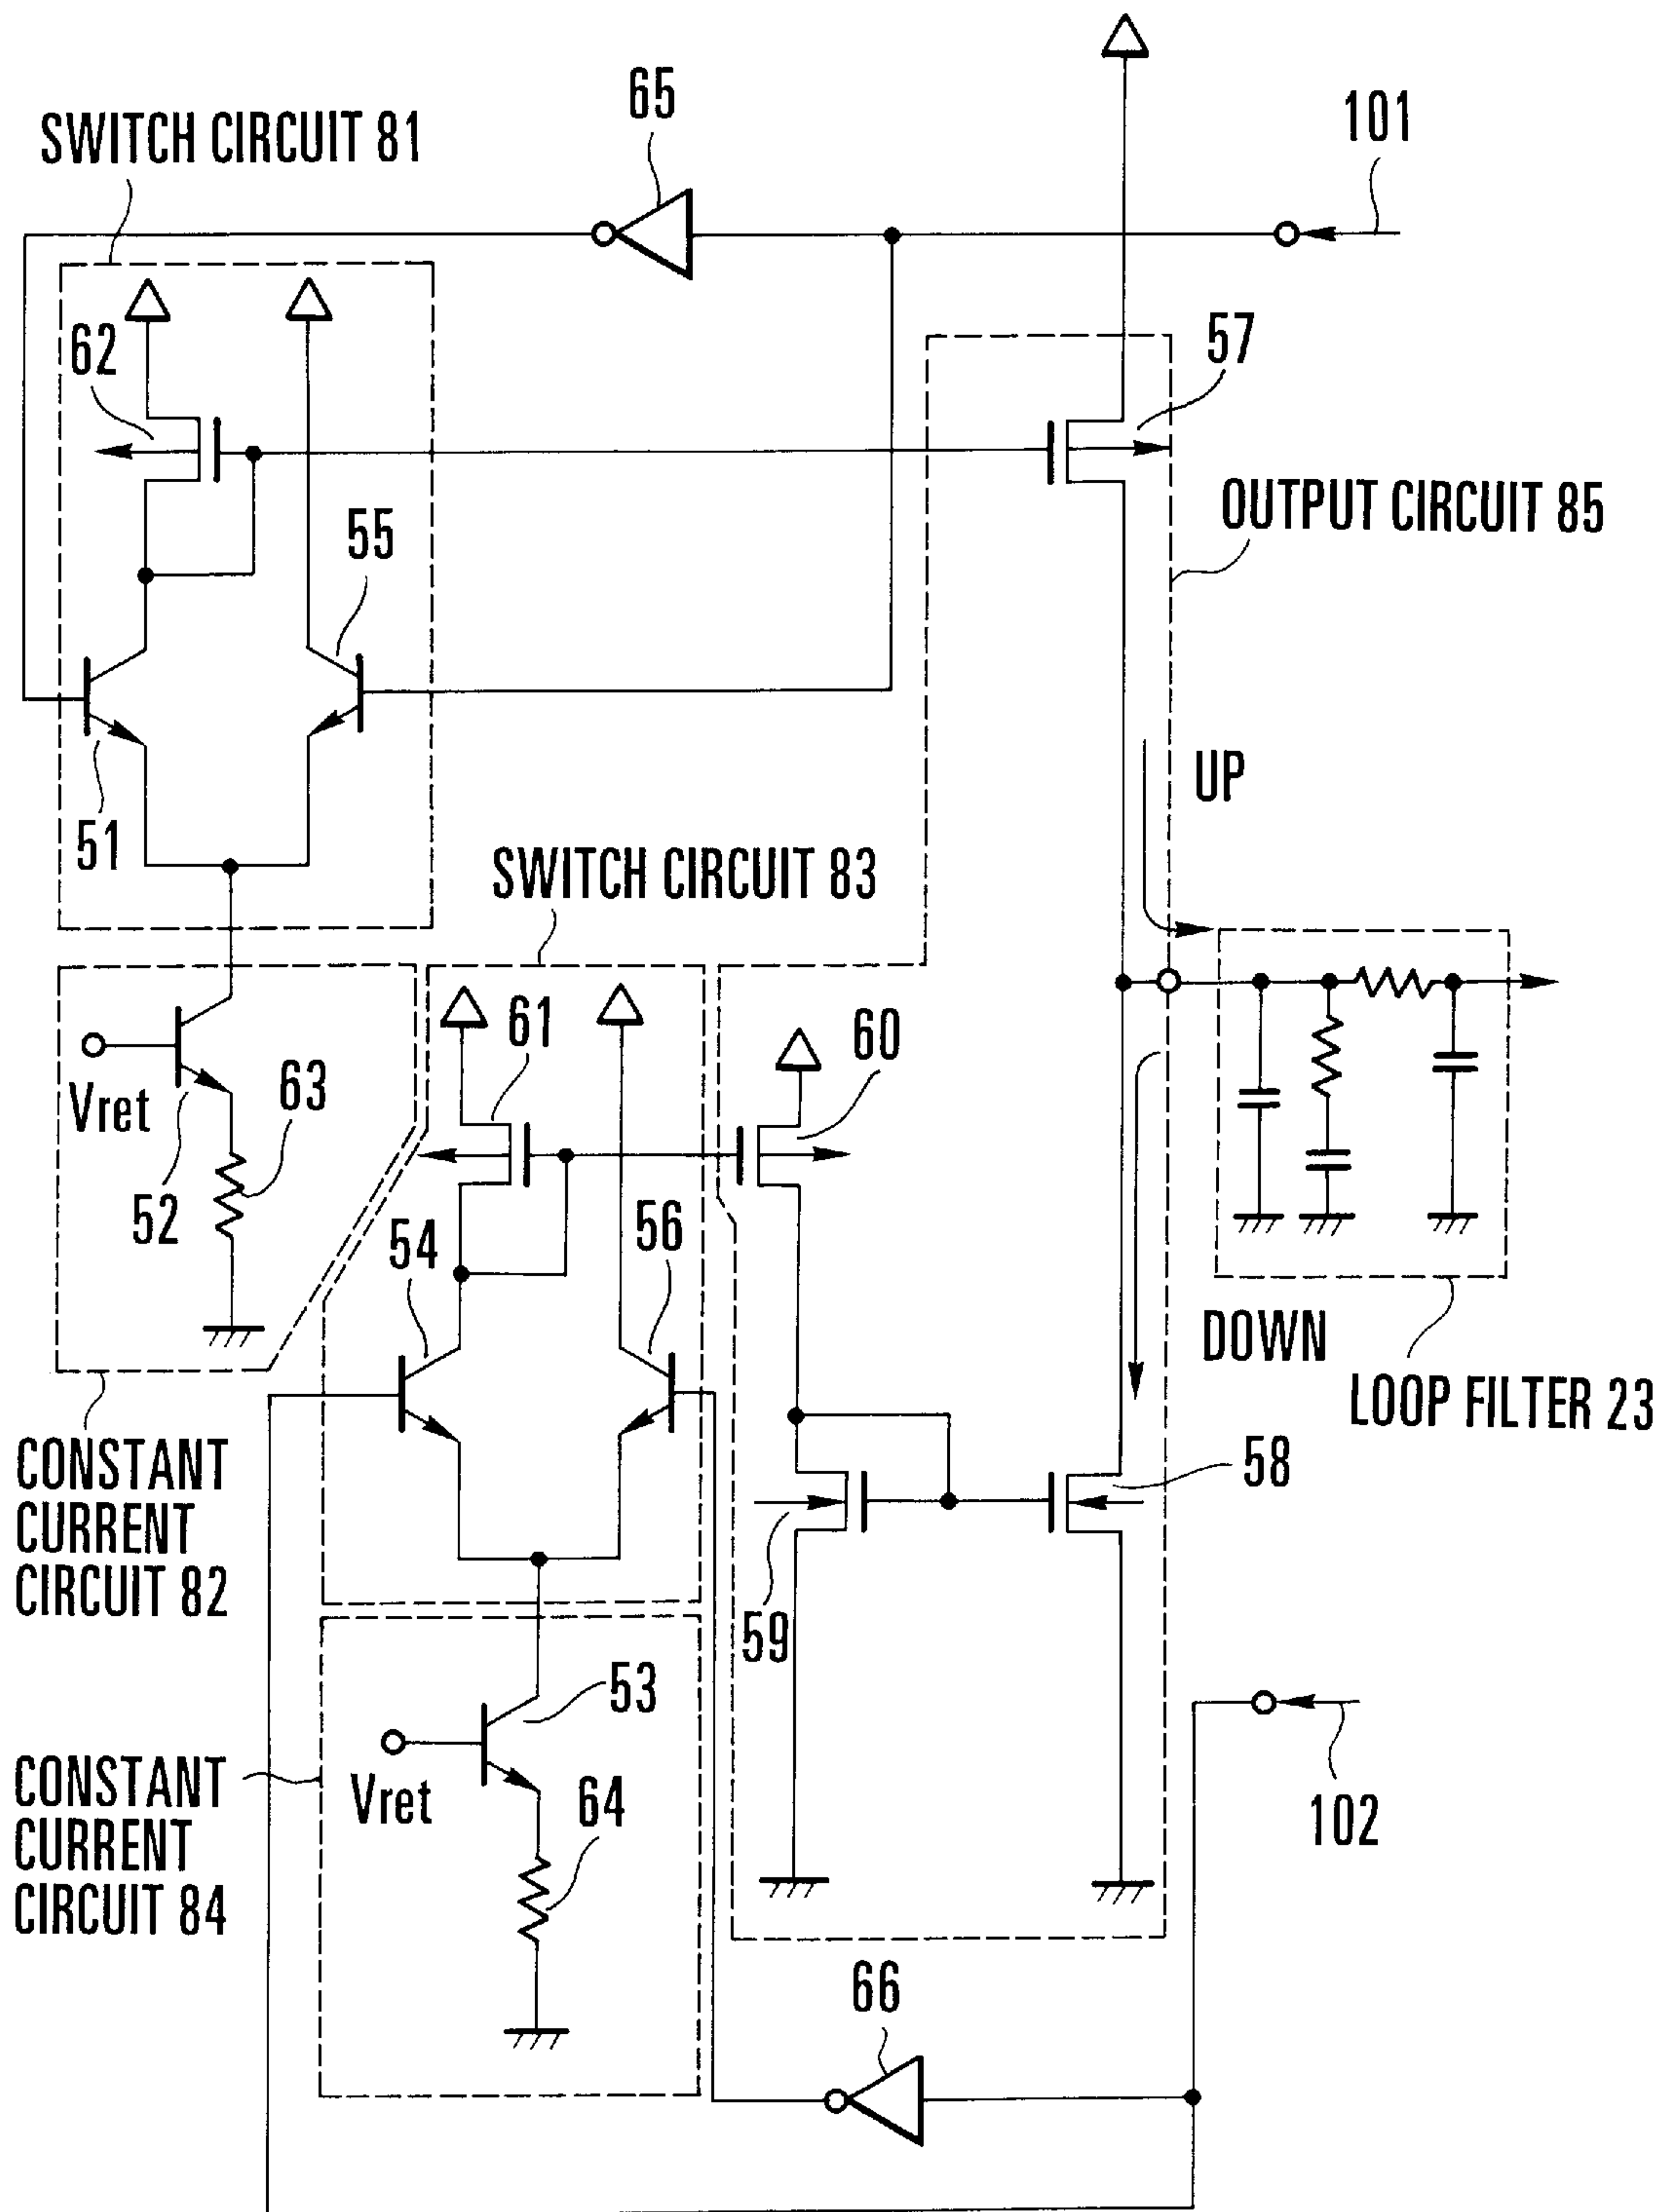 65
101
SWITCH CIRCUIT 81
62
57
55
OUTPUT CIRCUIT 85
51
UP
SWITCH CIRCUIT 83
61
60
Vret
63
52
54
56
DOWN
LOOP FILTER 23
CONSTANT
CURRENT
CIRCUIT 82
58
59
53
CONSTANT
CURRENT
CIRCUIT 84
Vret
64
102
66